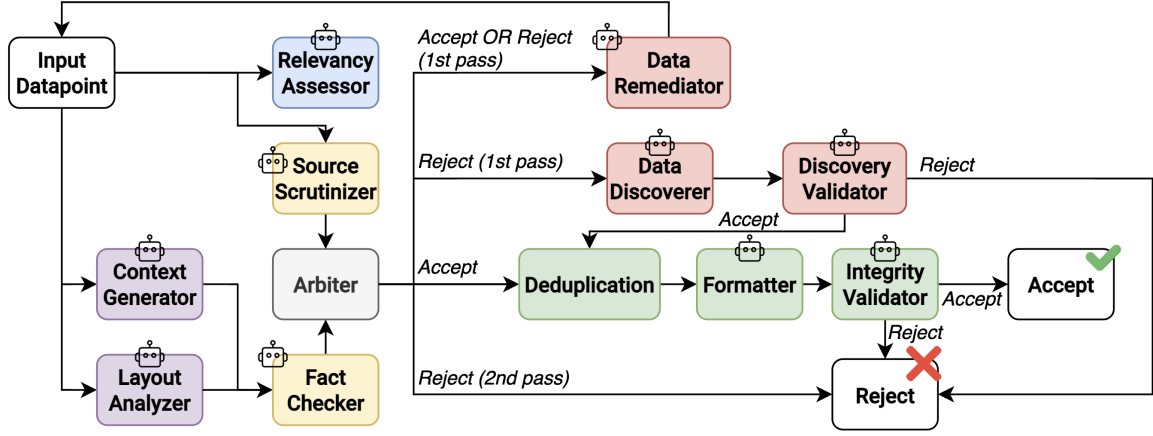 Input
Datapoint
Relevancy
Assessor
Accept OR Reject
(1st pass)
Data
Remediator
Source
Scrutinizer
Reject (1st pass)
Data
Discoverer
Discovery
Validator
Reject
Accept
Context
Generator
Arbiter
Accept
Deduplication
Formatter
Integrity
Validator
Accept
Accept
Reject
Layout
Analyzer
Fact
Checker
Reject (2nd pass)
Reject